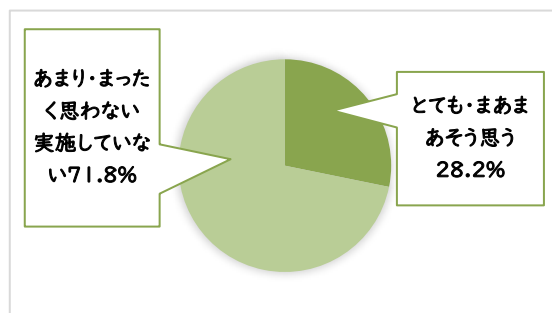 あまり・まった
く思わない
実施していな
い71.8%
とても・まあま
あそう思う
28.2%